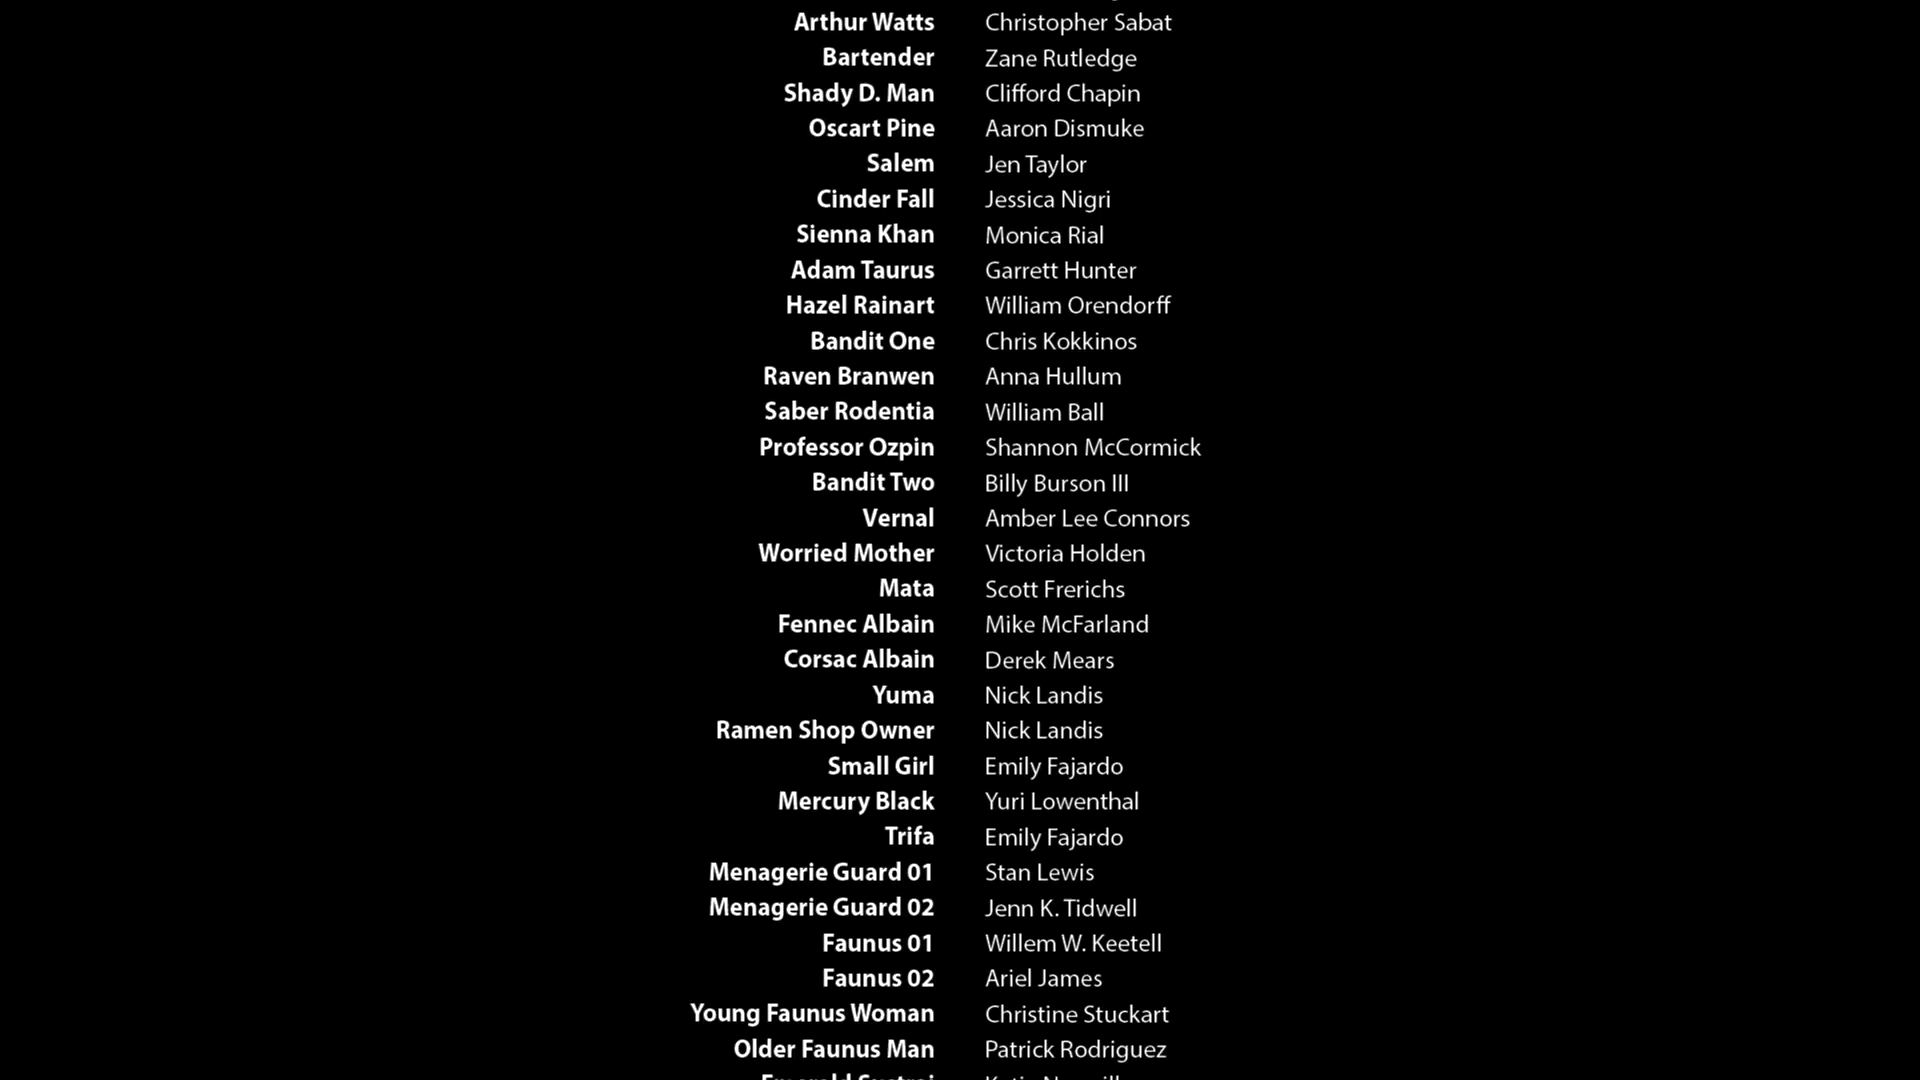 Arthur Watts Christopher Sabat
Bartender Zane Rutledge
Shady D. Man Clifford Chapin
Oscart Pine Aaron Dismuke
Salem Jen Taylor
Cinder Fall Jessica Nigri
Sienna Khan Monica Rial
Adam Taurus Garrett Hunter
Hazel Rainart William Orendorff
Bandit One Chris Kokkinos
Raven Branwen Anna Hullum
Saber Rodentia William Ball
Professor Ozpin Shannon McCormick
Bandit Two Billy Burson III
Vernal Amber Lee Connors
Worried Mother Victoria Holden
Mata Scott Frerichs
Fennec Albain Mike McFarland
Corsac Albain Derek Mears
Yuma Nick Landis
Ramen Shop Owner Nick Landis
Small Girl Emily Fajardo
Mercury Black Yuri Lowenthal
Trifa Emily Fajardo
Menagerie Guard 01 Stan Lewis
Menagerie Guard 02 Jenn K. Tidwell
Faunus 01 Willem W. Keetell
Faunus 02 Ariel James
Young Faunus Woman Christine Stuckart
Older Faunus Man Patrick Rodriguez